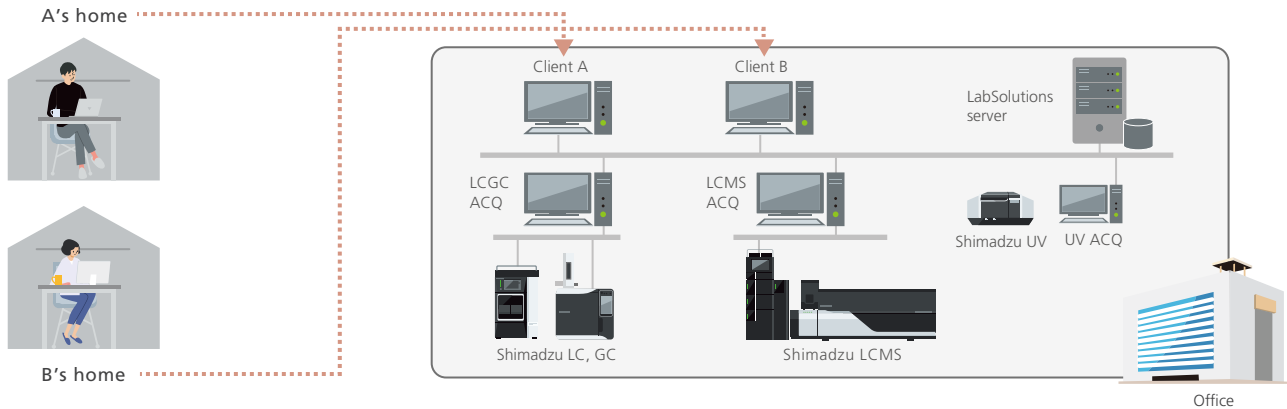 A's home
Client A
Client B
LabSolutions
server
LCGC
ACQ
LCMS
ACQ
Shimadzu UV
UV ACQ
Shimadzu LC, GC
Shimadzu LCMS
B's home
Office